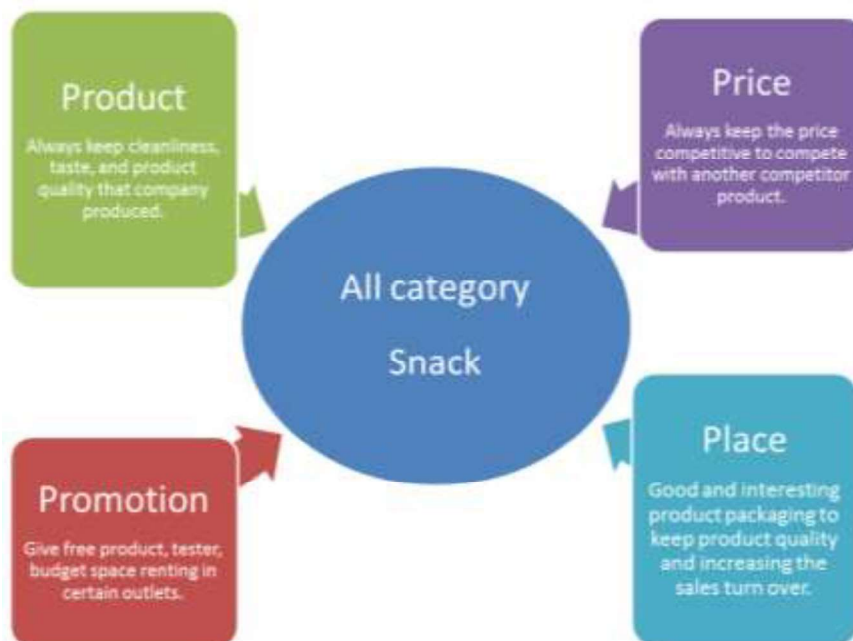 Product
Always keep cleanliness,
taste, and product
quality that company
produced.
Price
Always keep the price
competitive to compete
with another competitor
product.
All category
Snack
Promotion
Give free product, tester,
budget space renting in
certain outlets.
Place
Good and interesting
product packaging to
keep product quality
and increasing the
sales turn over.